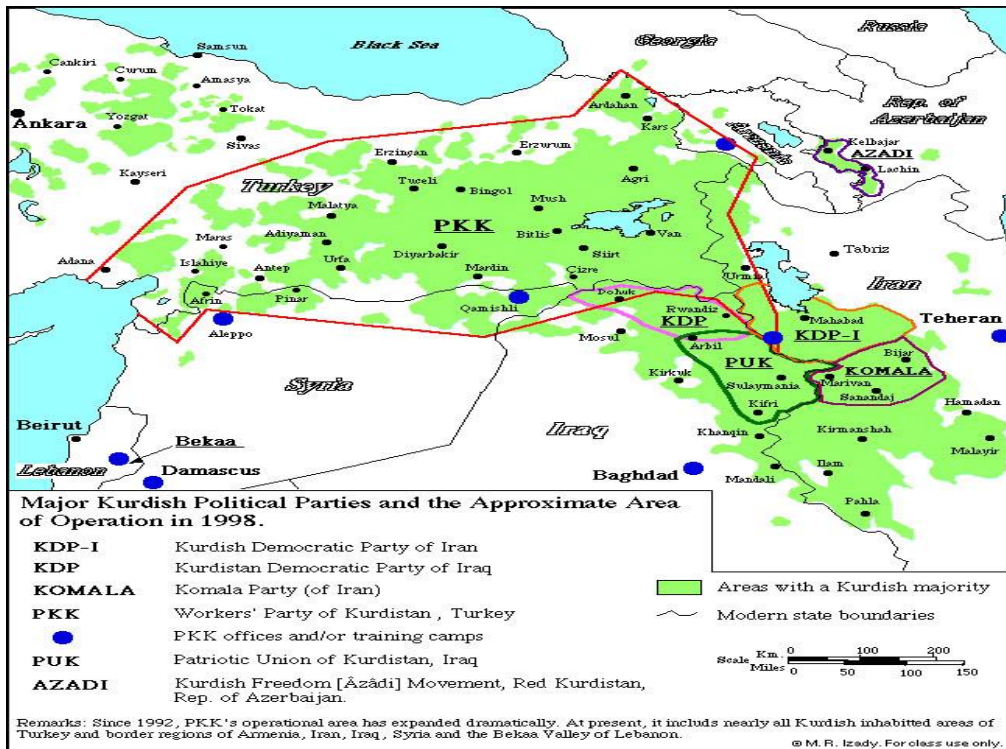 Black Sea
Georgia
Russia
Samsun
Cankiri
Curum
Amasya
Ardahan
Rep. of
Azerbaijan
Ankara
Yozgat
Tokat
Kars
Armenia
Kelbajar
AZADI
Sivas
Erzinçan
Erzurum
Lachin
Kayseri
Turkey
Tuceli
Bingol
Agri
Malatya
Mush
PKK
Maras
Adiyaman
Bitlis
Van
Tabriz
Diyarbakir
Siirt
Adana
Islahiye
Antep
Urfa
Mardin
Çizre
Urmia
Iran
Afrin
Pinar
Qamishli
Dohuk
Rwandiz
Mahabad
Teheran
Aleppo
KDP
KDP-I
Mosul
Arbil
Bijar
PUK
KOMALA
Syria
Kirkuk
Sulaymania
Marivan
Sanandaj
Kifri
Hamadan
Beirut
Iraq
Khanqin
Kirmanshah
Bekaa
Malayir
Lebanon
Damascus
Baghdad
Mandali
Ilam
Pahla
Major Kurdish Political Parties and the Approximate Area
of Operation in 1998.
KDP-I Kurdish Democratic Party of Iran
KDP Kurdistan Democratic Party of Iraq
KOMALA Komala Party (of Iran)
PKK Workers' Party of Kurdistan , Turkey
PKK offices and/or training camps
PUK Patriotic Union of Kurdistan, Iraq
AZADI Kurdish Freedom [Âzâdi] Movement, Red Kurdistan,
Rep. of Azerbaijan.
Areas with a Kurdish majority
Modern state boundaries
Scale Km. 0 100 200
Miles 0 50 100 150
Remarks: Since 1992, PKK's operational area has expanded dramatically. At present, it includs nearly all Kurdish inhabitted areas of
Turkey and border regions of Armenia, Iran, Iraq , Syria and the Bekaa Valley of Lebanon.
© M.R. Izady. For class use only.